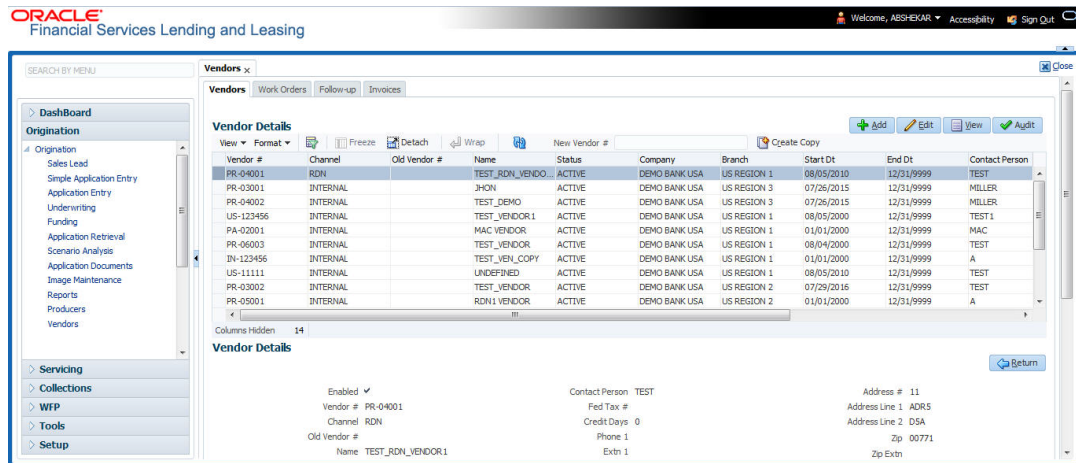 ORACLE
Financial Services Lending and Leasing
Welcome, ABSHEKAR Accessibility Sign Out
SEARCH BY MENU
DashBoard
Origination
Origination
Sales Lead
Simple Application Entry
Application Entry
Underwriting
Funding
Application Retrieval
Scenario Analysis
Application Documents
Image Maintenance
Reports
Producers
Vendors
Servicing
Collections
WFP
Tools
Setup
Vendors
Close
Vendors Work Orders Follow-up Invoices
Vendor Details
Add Edit View Audit
View Format Freeze Detach Wrap New Vendor # Create Copy
Vendor # Channel Old Vendor # Name Status Company Branch Start Dt End Dt Contact Person
PR-04001 RDN TEST_RDN_VENDO... ACTIVE DEMO BANK USA US REGION 1 08/05/2010 12/31/9999 TEST
PR-03001 INTERNAL JHON ACTIVE DEMO BANK USA US REGION 3 07/26/2015 12/31/9999 MILLER
PR-04002 INTERNAL TEST_DEMO ACTIVE DEMO BANK USA US REGION 3 07/26/2015 12/31/9999 MILLER
US-123456 INTERNAL TEST_VENDOR1 ACTIVE DEMO BANK USA US REGION 1 08/05/2000 12/31/9999 TEST1
PA-02001 INTERNAL MAC VENDOR ACTIVE DEMO BANK USA US REGION 1 01/01/2000 12/31/9999 MAC
PR-06003 INTERNAL TEST_VENDOR ACTIVE DEMO BANK USA US REGION 1 08/04/2000 12/31/9999 TEST
IN-123456 INTERNAL TEST_VEN_COPY ACTIVE DEMO BANK USA US REGION 1 01/01/2000 12/31/9999 A
US-11111 INTERNAL UNDEFINED ACTIVE DEMO BANK USA US REGION 1 08/05/2010 12/31/9999 TEST
PR-03002 INTERNAL TEST_VENDOR ACTIVE DEMO BANK USA US REGION 2 07/29/2016 12/31/9999 TEST
PR-05001 INTERNAL RDN1 VENDOR ACTIVE DEMO BANK USA US REGION 2 01/01/2000 12/31/9999 A
Columns Hidden 14
Vendor Details
Return
Enabled Contact Person TEST Address # 11
Vendor # PR-04001 Fed Tax # Address Line 1 ADR5
Channel RDN Credit Days 0 Address Line 2 D5A
Old Vendor # Phone 1 Zip 00771
Name TEST_RDN_VENDOR1 Extn 1 Zip Extn